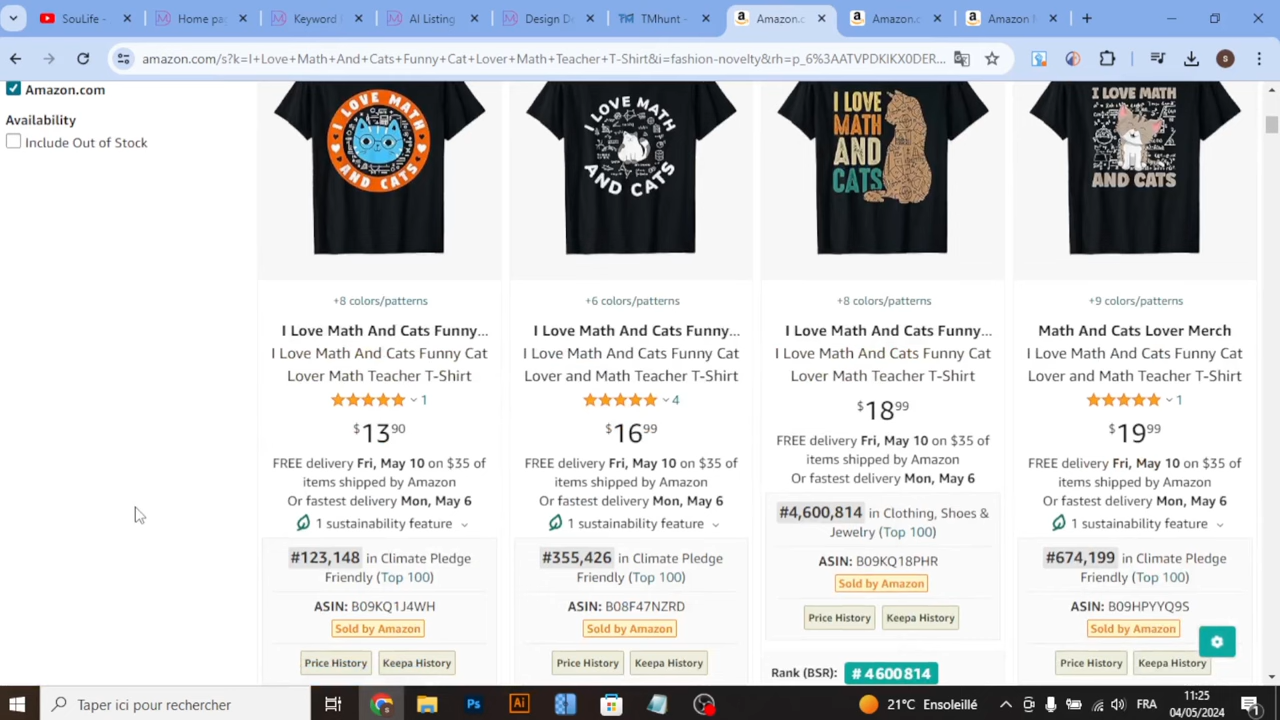 SouLife -
Home pa
Keyword
AI Listing
Design D
TMhunt -
Amazon.c
Amazon.c
Amazon
amazon.com/s?k=I+Love+Math+And+Cats+Funny+Cat+Lover+Math+Teacher+T-Shirt&i=fashion-novelty&rh=p_6%3AATVPDKIKX0DER...
S
Amazon.com
Availability
Include Out of Stock
I LOVE MATH
AND CATS
I LOVE MATH
AND CATS
I LOVE
MATH
AND
CATS
I LOVE MATH
AND CATS
+8 colors/patterns
+6 colors/patterns
+8 colors/patterns
+9 colors/patterns
I Love Math And Cats Funny...
I Love Math And Cats Funny Cat
Lover Math Teacher T-Shirt
1
$13 90
FREE delivery Fri, May 10 on $35 of
items shipped by Amazon
Or fastest delivery Mon, May 6
1 sustainability feature
#123,148 in Climate Pledge
Friendly (Top 100)
ASIN: B09KQ1J4WH
Sold by Amazon
Price History
Keepa History
I Love Math And Cats Funny...
I Love Math And Cats Funny Cat
Lover and Math Teacher T-Shirt
4
$16 99
FREE delivery Fri, May 10 on $35 of
items shipped by Amazon
Or fastest delivery Mon, May 6
1 sustainability feature
#355,426 in Climate Pledge
Friendly (Top 100)
ASIN: B08F47NZRD
Sold by Amazon
Price History
Keepa History
I Love Math And Cats Funny...
I Love Math And Cats Funny Cat
Lover Math Teacher T-Shirt
$18 99
FREE delivery Fri, May 10 on $35 of
items shipped by Amazon
Or fastest delivery Mon, May 6
#4,600,814 in Clothing, Shoes &
Jewelry (Top 100)
ASIN: B09KQ18PHR
Sold by Amazon
Price History
Keepa History
Rank (BSR): # 4600814
Math And Cats Lover Merch
I Love Math And Cats Funny Cat
Lover and Math Teacher T-Shirt
1
$19 99
FREE delivery Fri, May 10 on $35 of
items shipped by Amazon
Or fastest delivery Mon, May 6
1 sustainability feature
#674,199 in Climate Pledge
Friendly (Top 100)
ASIN: B09HPYYQ9S
Sold by Amazon
Price History
Keepa History
Taper ici pour rechercher
Ps
Ai
21°C Ensoleillé
FRA
11:25
04/05/2024
1